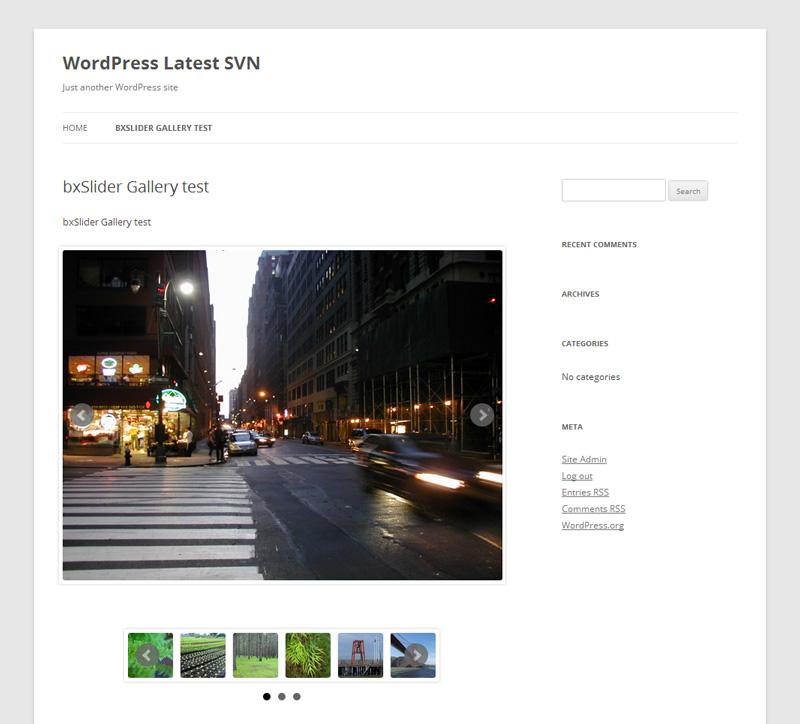 WordPress Latest SVN
Just another WordPress site
HOME BXSLIDER GALLERY TEST
bxSlider Gallery test
bxSlider Gallery test
Search
RECENT COMMENTS
ARCHIVES
CATEGORIES
No categories
META
Site Admin
Log out
Entries RSS
Comments RSS
WordPress.org